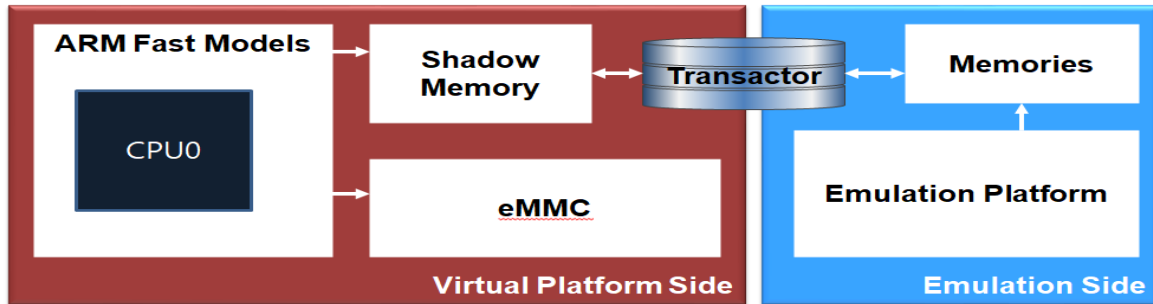 ARM Fast Models
CPU0
Shadow
Memory
eMMC
Virtual Platform Side
Transactor
Memories
Emulation Platform
Emulation Side